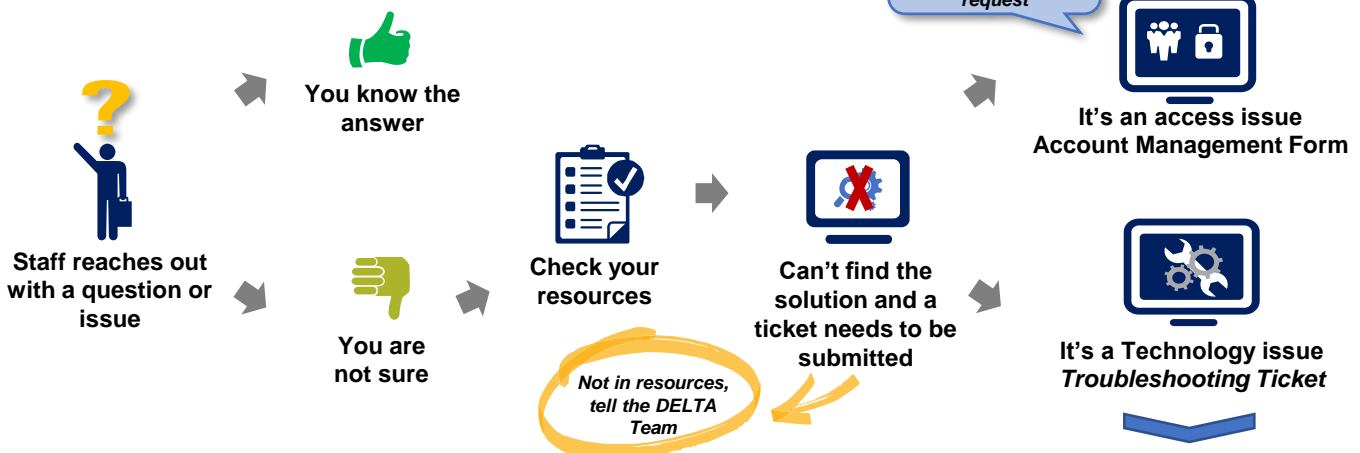 request
?
You know the
answer
Staff reaches out
with a question or
issue
You are
not sure
Check your
resources
Can't find the
solution and a
ticket needs to be
submitted
Not in resources,
tell the DELTA
Team
It's an access issue
Account Management Form
It's a Technology issue
Troubleshooting Ticket